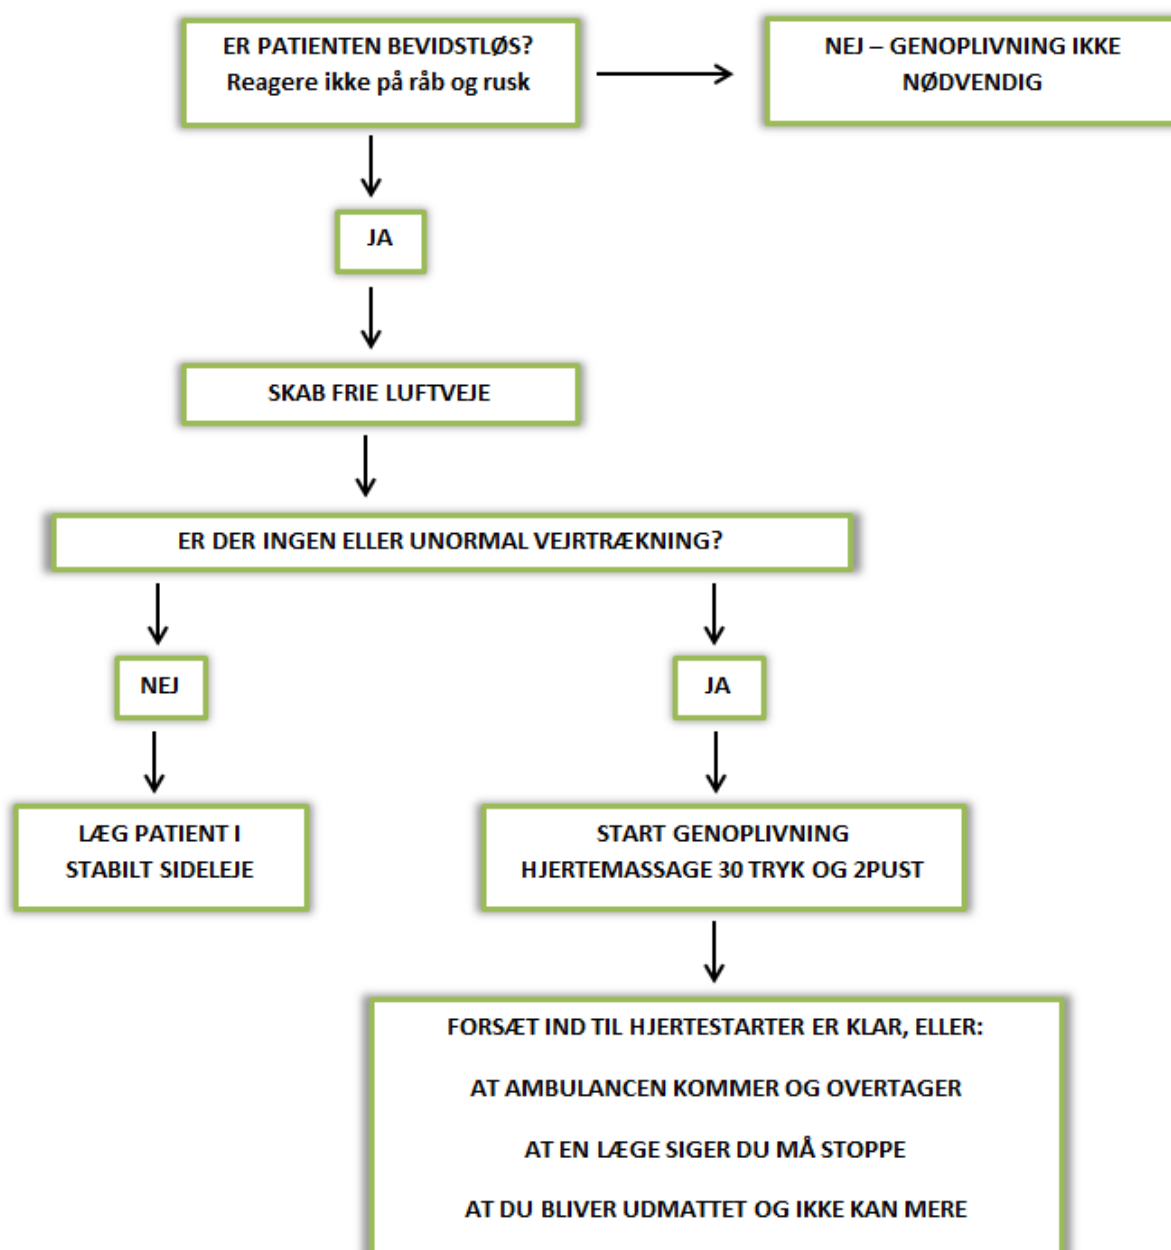 ER PATIENTEN BEVIDSTLØS?
Reagere ikke på råb og rusk
NEJ – GENOPLIVNING IKKE
NØDVENDIG
JA
SKAB FRIE LUFTVEJE
ER DER INGEN ELLER UNORMAL VEJRTRÆKNING?
NEJ
JA
LÆG PATIENT I
STABILT SIDELEJE
START GENOPLIVNING
HJERTEMASSAGE 30 TRYK OG 2PUST
FORSÆT IND TIL HJERTESTARTER ER KLAR, ELLER:
AT AMBULANCEN KOMMER OG OVERTAGER
AT EN LÆGE SIGER DU MÅ STOPPE
AT DU BLIVER UDMATTET OG IKKE KAN MERE